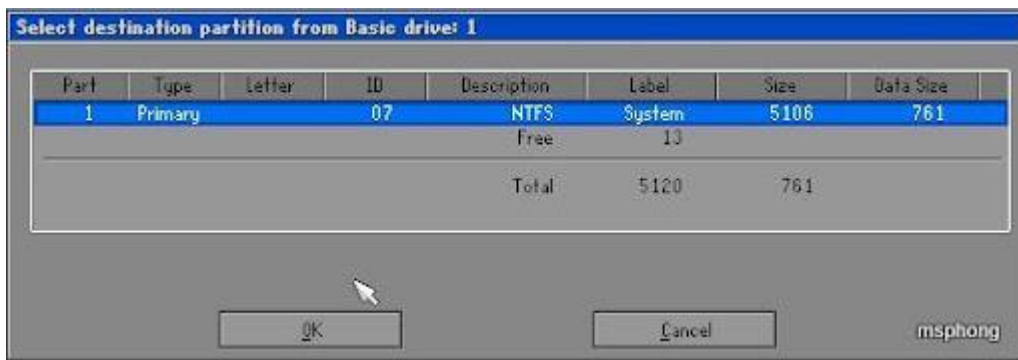 Select destination partition from Basic drive: 1
Part Type Letter ID Description Label Size Data Size
1 Primary 07 NTFS System 5106 761
Free 13
Total 5120 761
OK Cancel
msphong